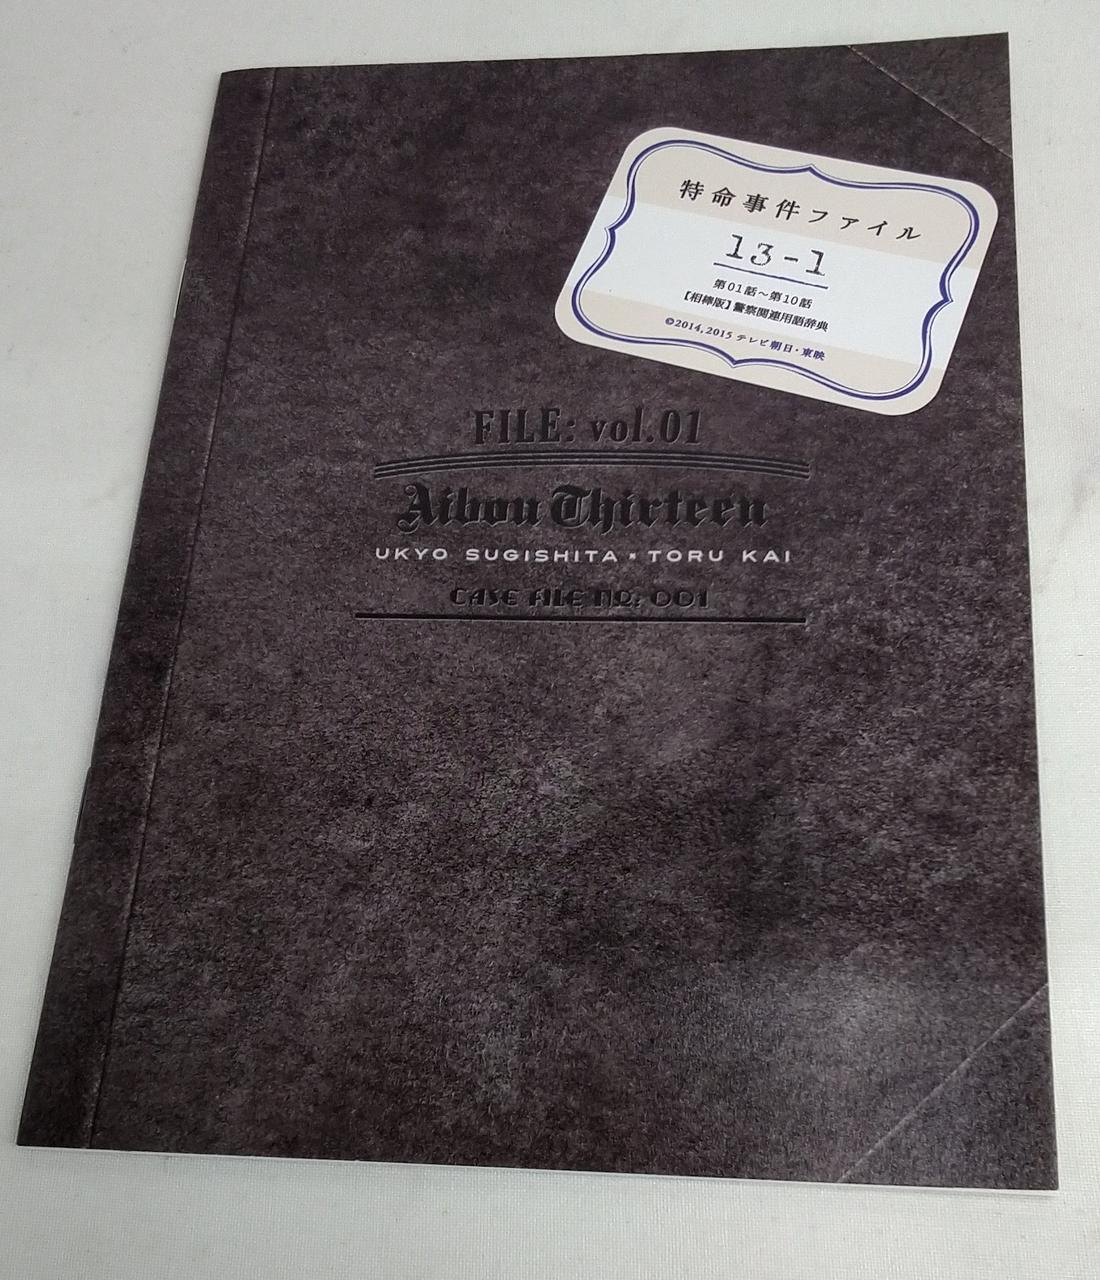 特命事件ファイル
13-1
第01話～第10話
【相棒版】警察関連用語辞典
©2014, 2015 テレビ朝日・東映
FILE: vol.01
Aibou Thirteen
UKYO SUGISHITA × TORU KAI
CASE FILE NO. 001